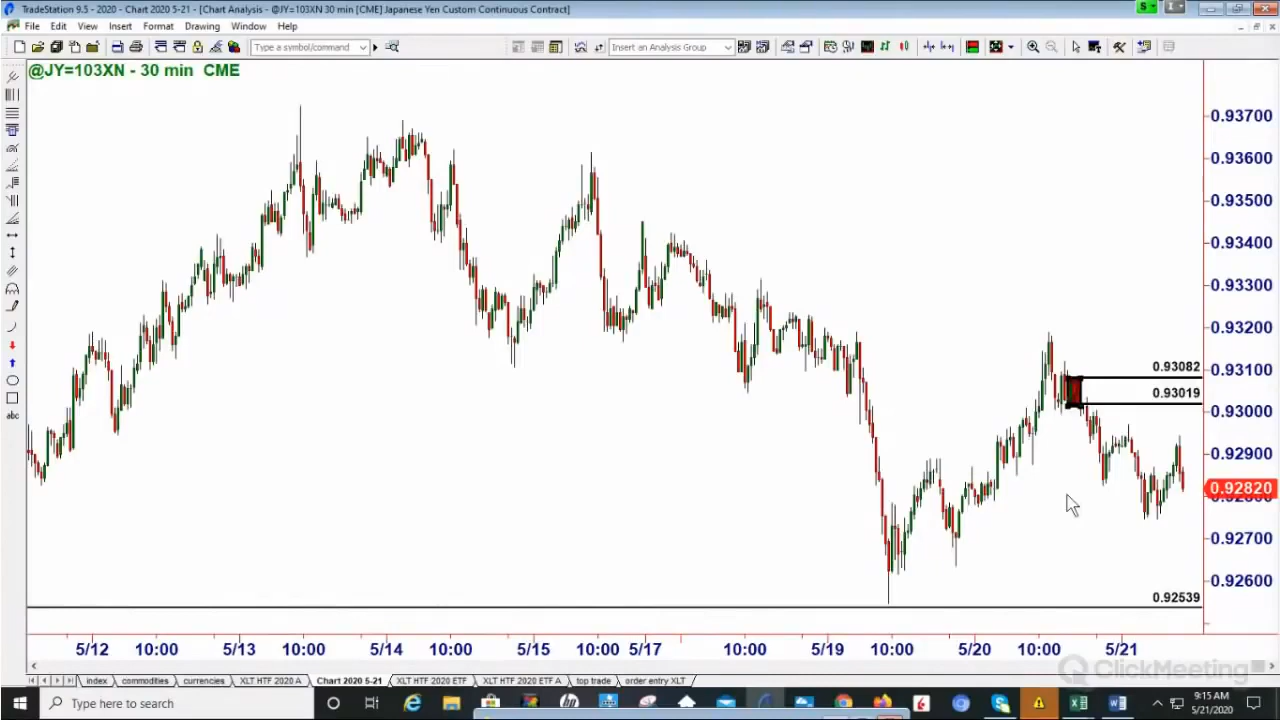 TradeStation 9.5 - 2020 - Chart 2020 5-21 - [Chart Analysis - @JY=103XN 30 min [CME] Japanese Yen Custom Continuous Contract]
File Edit View Insert Format Drawing Window Help
Type a symbol/command
Insert an Analysis Group
@JY=103XN - 30 min CME
0.93700
0.93600
0.93500
0.93400
0.93300
0.93200
0.93082
0.93100
0.93019
0.93000
0.92900
0.92820
0.92700
0.92600
0.92539
5/12 10:00 5/13 10:00 5/14 10:00 5/15 10:00 5/17 10:00 5/19 10:00 5/20 10:00 5/21
index commodities currencies XLT HTF 2020 A Chart 2020 5-21 XLT HTF 2020 ETF XLT HTF 2020 ETF A top trade order entry XLT
ClickMeeting
abc
Type here to search
9:15 AM
5/21/2020